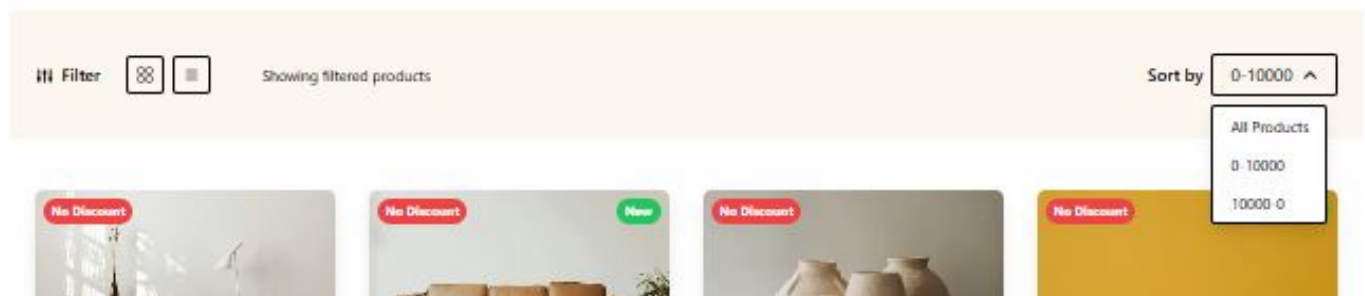 Filter
Showing filtered products
Sort by
0-10000
All Products
0-10000
10000-0
No Discount
No Discount
New
No Discount
No Discount